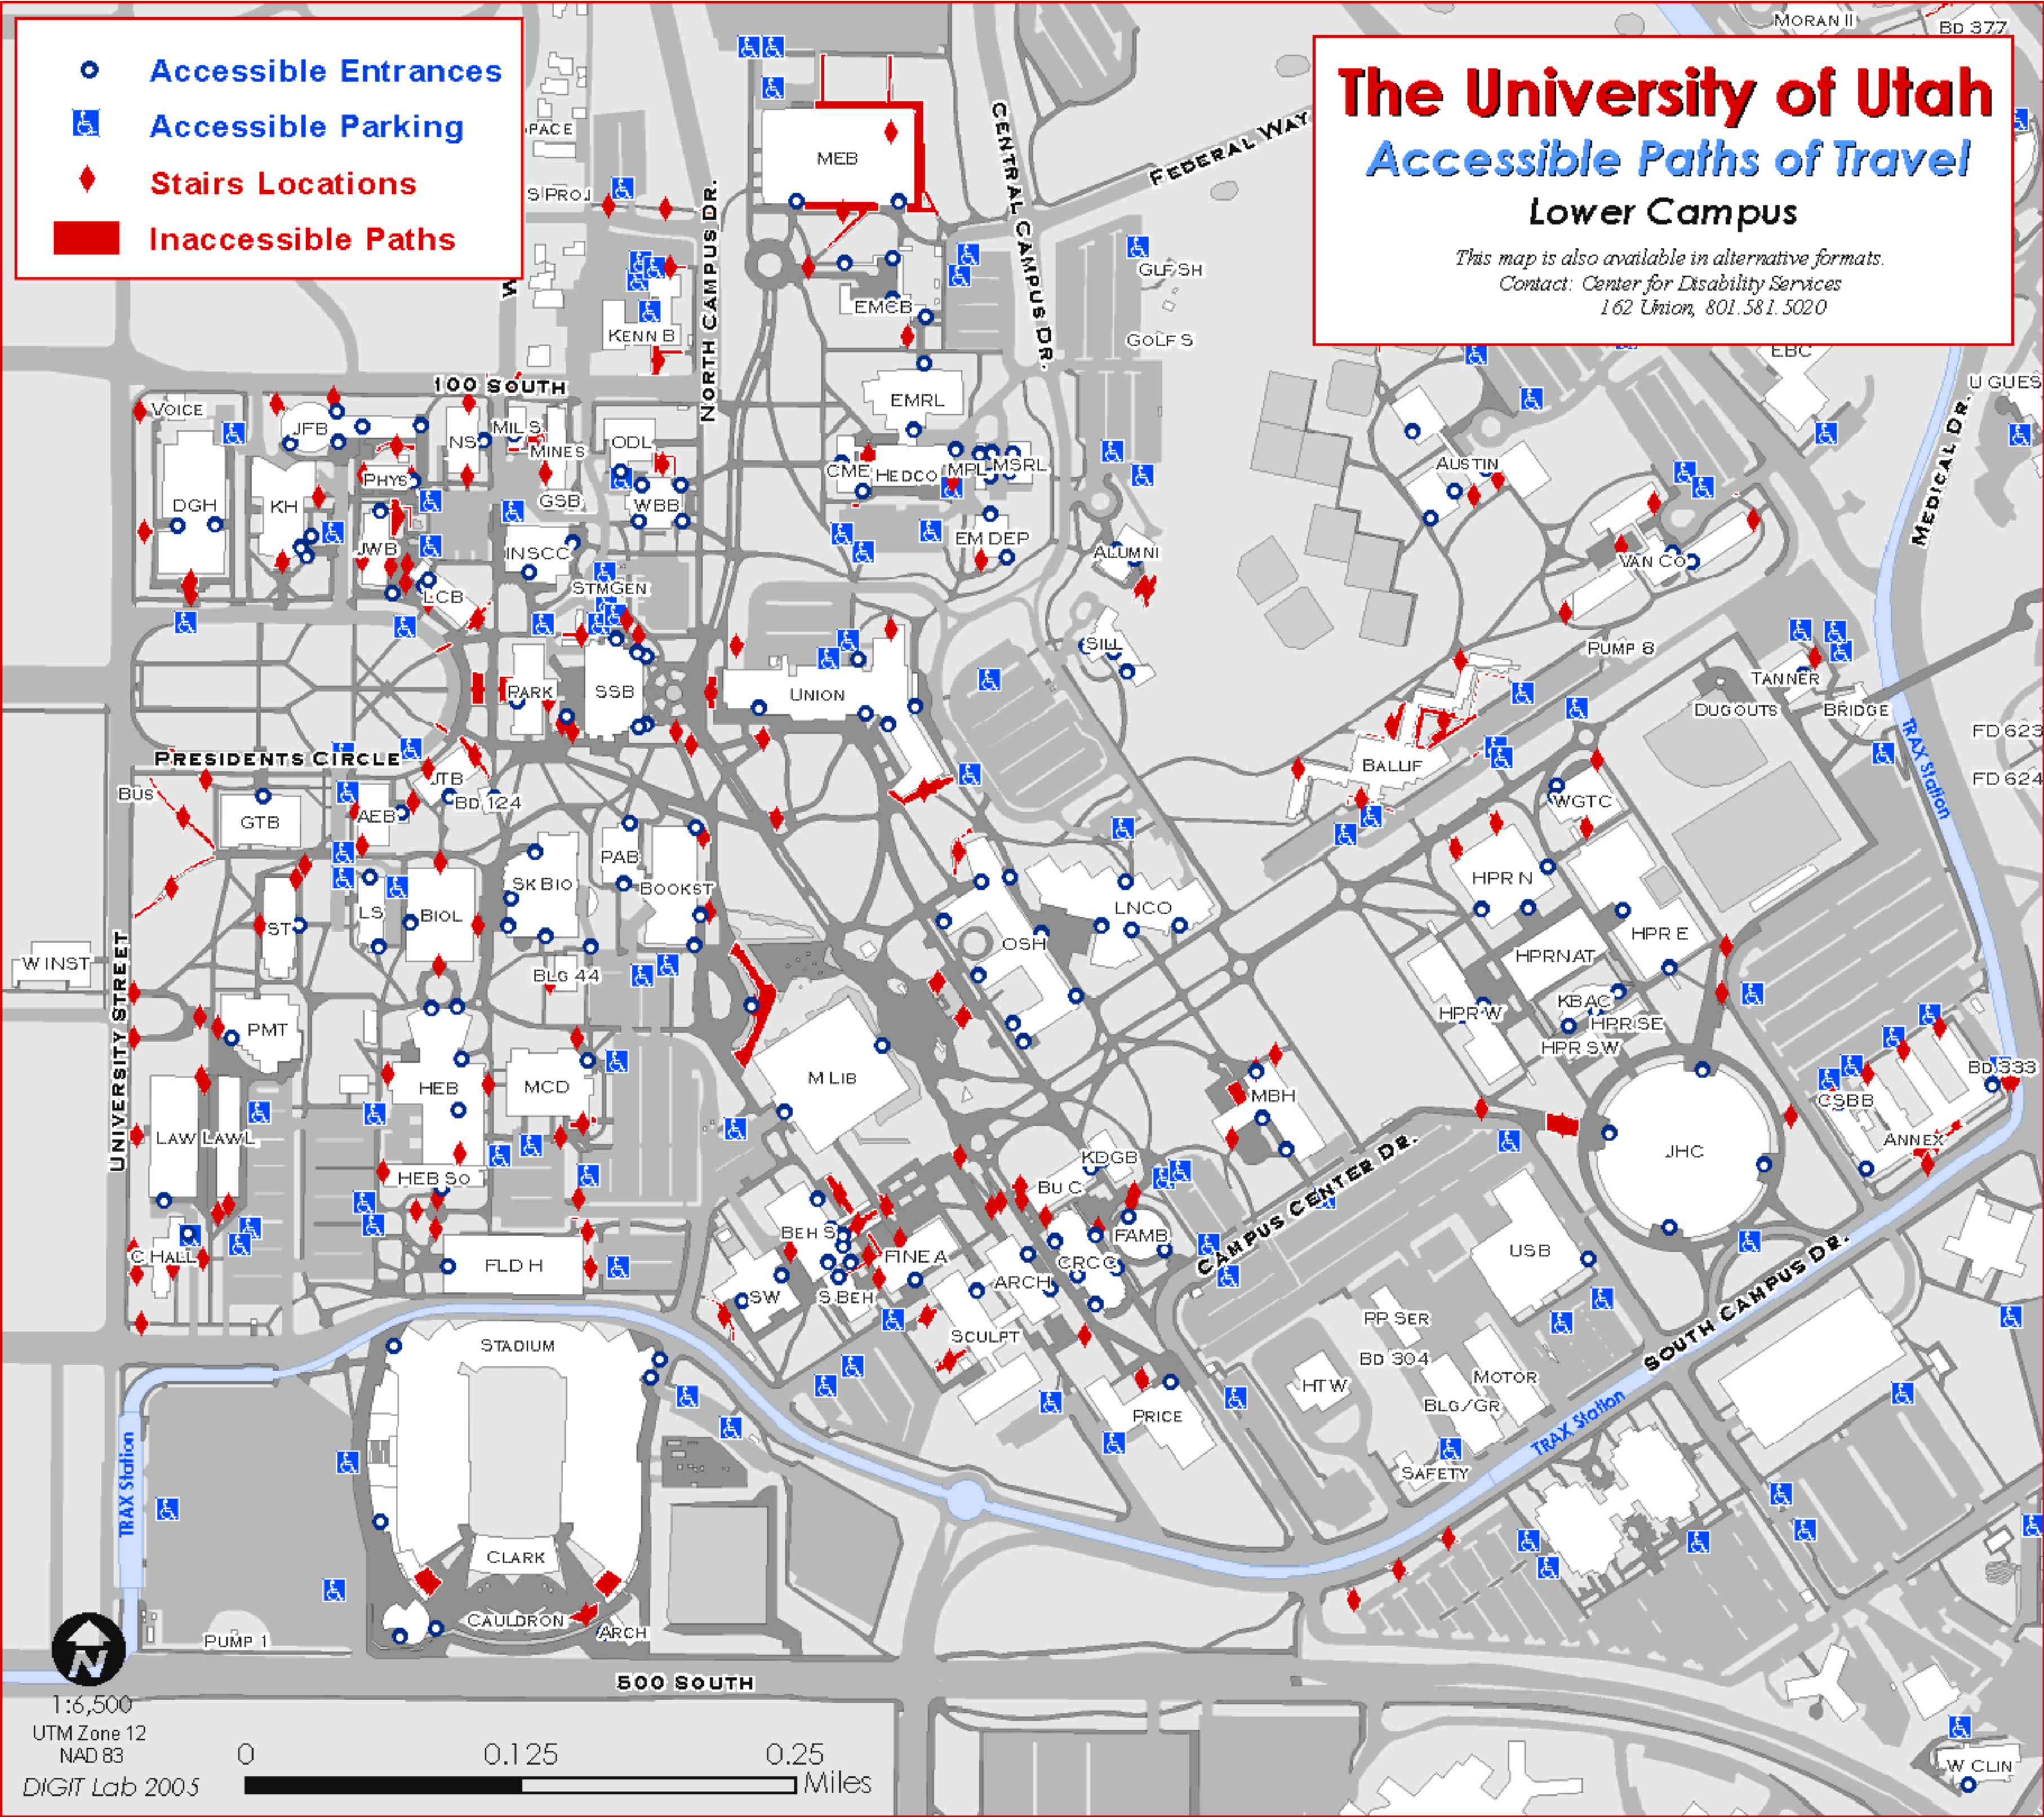 Accessible Entrances
Accessible Parking
Stairs Locations
Inaccessible Paths
The University of Utah
Accessible Paths of Travel
Lower Campus
This map is also available in alternative formats.
Contact: Center for Disability Services
162 Union, 801.581.5020
MORAN II
BD 377
PACE
S PROJ
MEB
CENTRAL CAMPUS DR.
FEDERAL WAY
NORTH CAMPUS DR.
GLF SH
EMCB
KENN B
GOLF S
EBC
U GUES
MEDICAL DR.
100 SOUTH
VOICE
JFB
NS
MIL S
MINES
ODL
EMRL
PHYS
CME
HEDCO
MPL
MSRL
AUSTIN
DGH
KH
GSB
WBB
JWB
INSCC
EM DEP
ALUMNI
VAN CO
LCB
STMGEN
SILL
PUMP 8
PARK
SSB
UNION
TANNER
DUGOUTS
BRIDGE
TRAX Station
FD 623
FD 624
PRESIDENTS CIRCLE
BUS
JTB
BD 124
BALLIF
GTB
AEB
WGTC
PAB
SK BIO
BOOKST
HPR N
LS
BIOL
ST
LNCO
OSH
HPR E
HPRNAT
W INST
UNIVERSITY STREET
BLG 44
KBAC
HPR W
HPR SE
HPR SW
PMT
HEB
MCD
M LIB
MBH
BD 333
CSBB
LAW
LAWL
ANNEX
JHC
KDGB
HEB SO
BU C
CAMPUS CENTER DR.
C HALL
BEH S
FINE A
FAMB
USB
FLD H
CRCC
ARCH
SW
S BEH
SOUTH CAMPUS DR.
STADIUM
SCULPT
PP SER
BD 304
HTW
MOTOR
BLG/GR
PRICE
TRAX Station
SAFETY
TRAX Station
CLARK
CAULDRON
ARCH
PUMP 1
N
500 SOUTH
1:6,500
UTM Zone 12
NAD 83
DIGIT Lab 2005
0 0.125 0.25
Miles
W CLIN